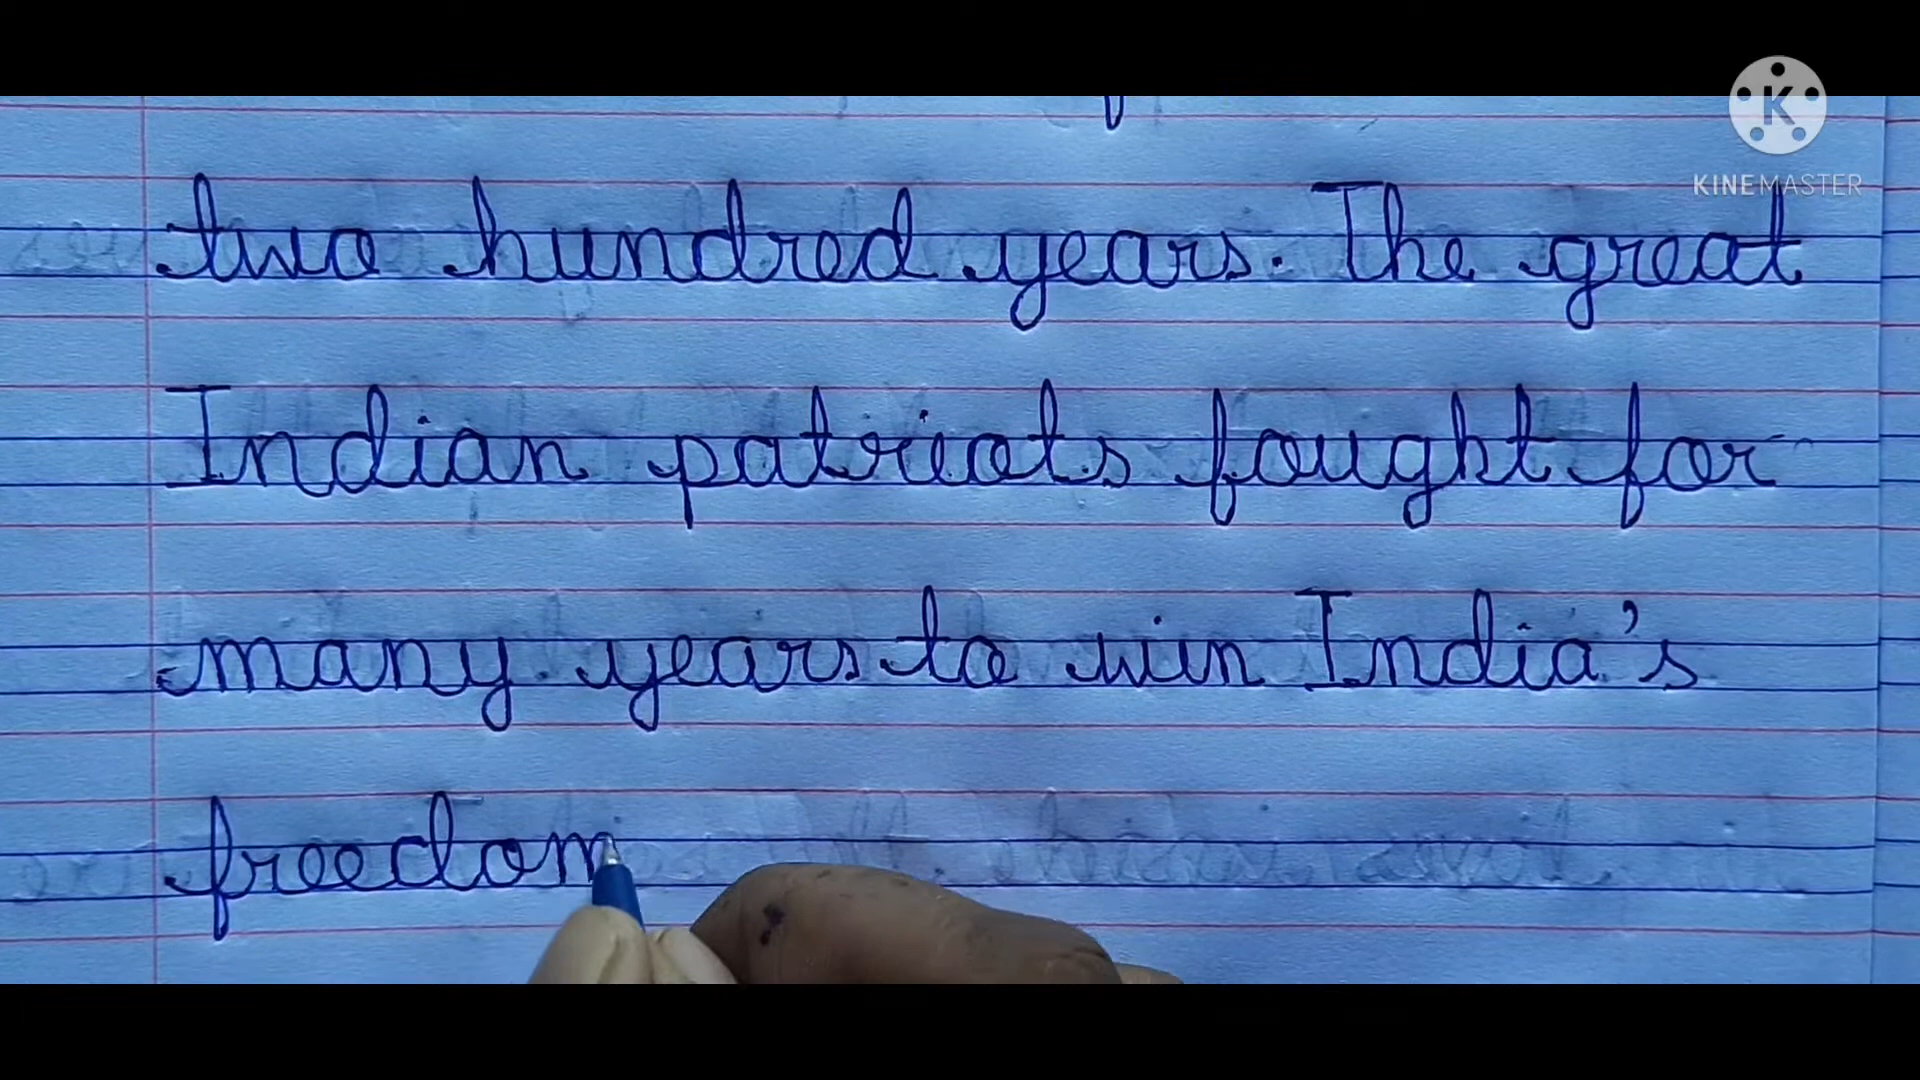 KINEMASTER
two hundred years. The great
Indian patriots fought for
many years to win India's
freedom